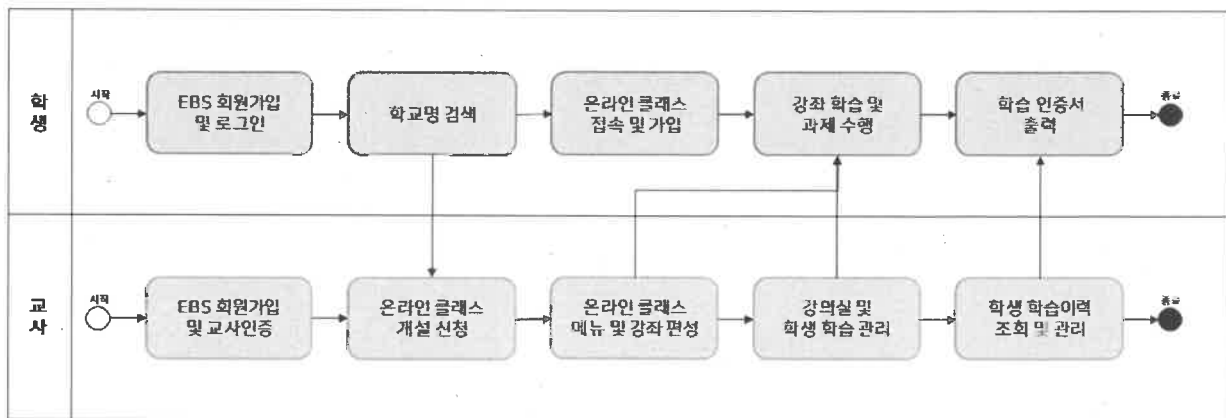 학
생
시작
EBS 회원가입
및 로그인
학교명 검색
온라인 클래스
접속 및 가입
강좌 학습 및
과제 수행
학습 인증서
출력
종료
교
사
시작
EBS 회원가입
및 교사인증
온라인 클래스
개설 신청
온라인 클래스
메뉴 및 강좌 편성
강의실 및
학생 학습 관리
학생 학습이력
조회 및 관리
종료